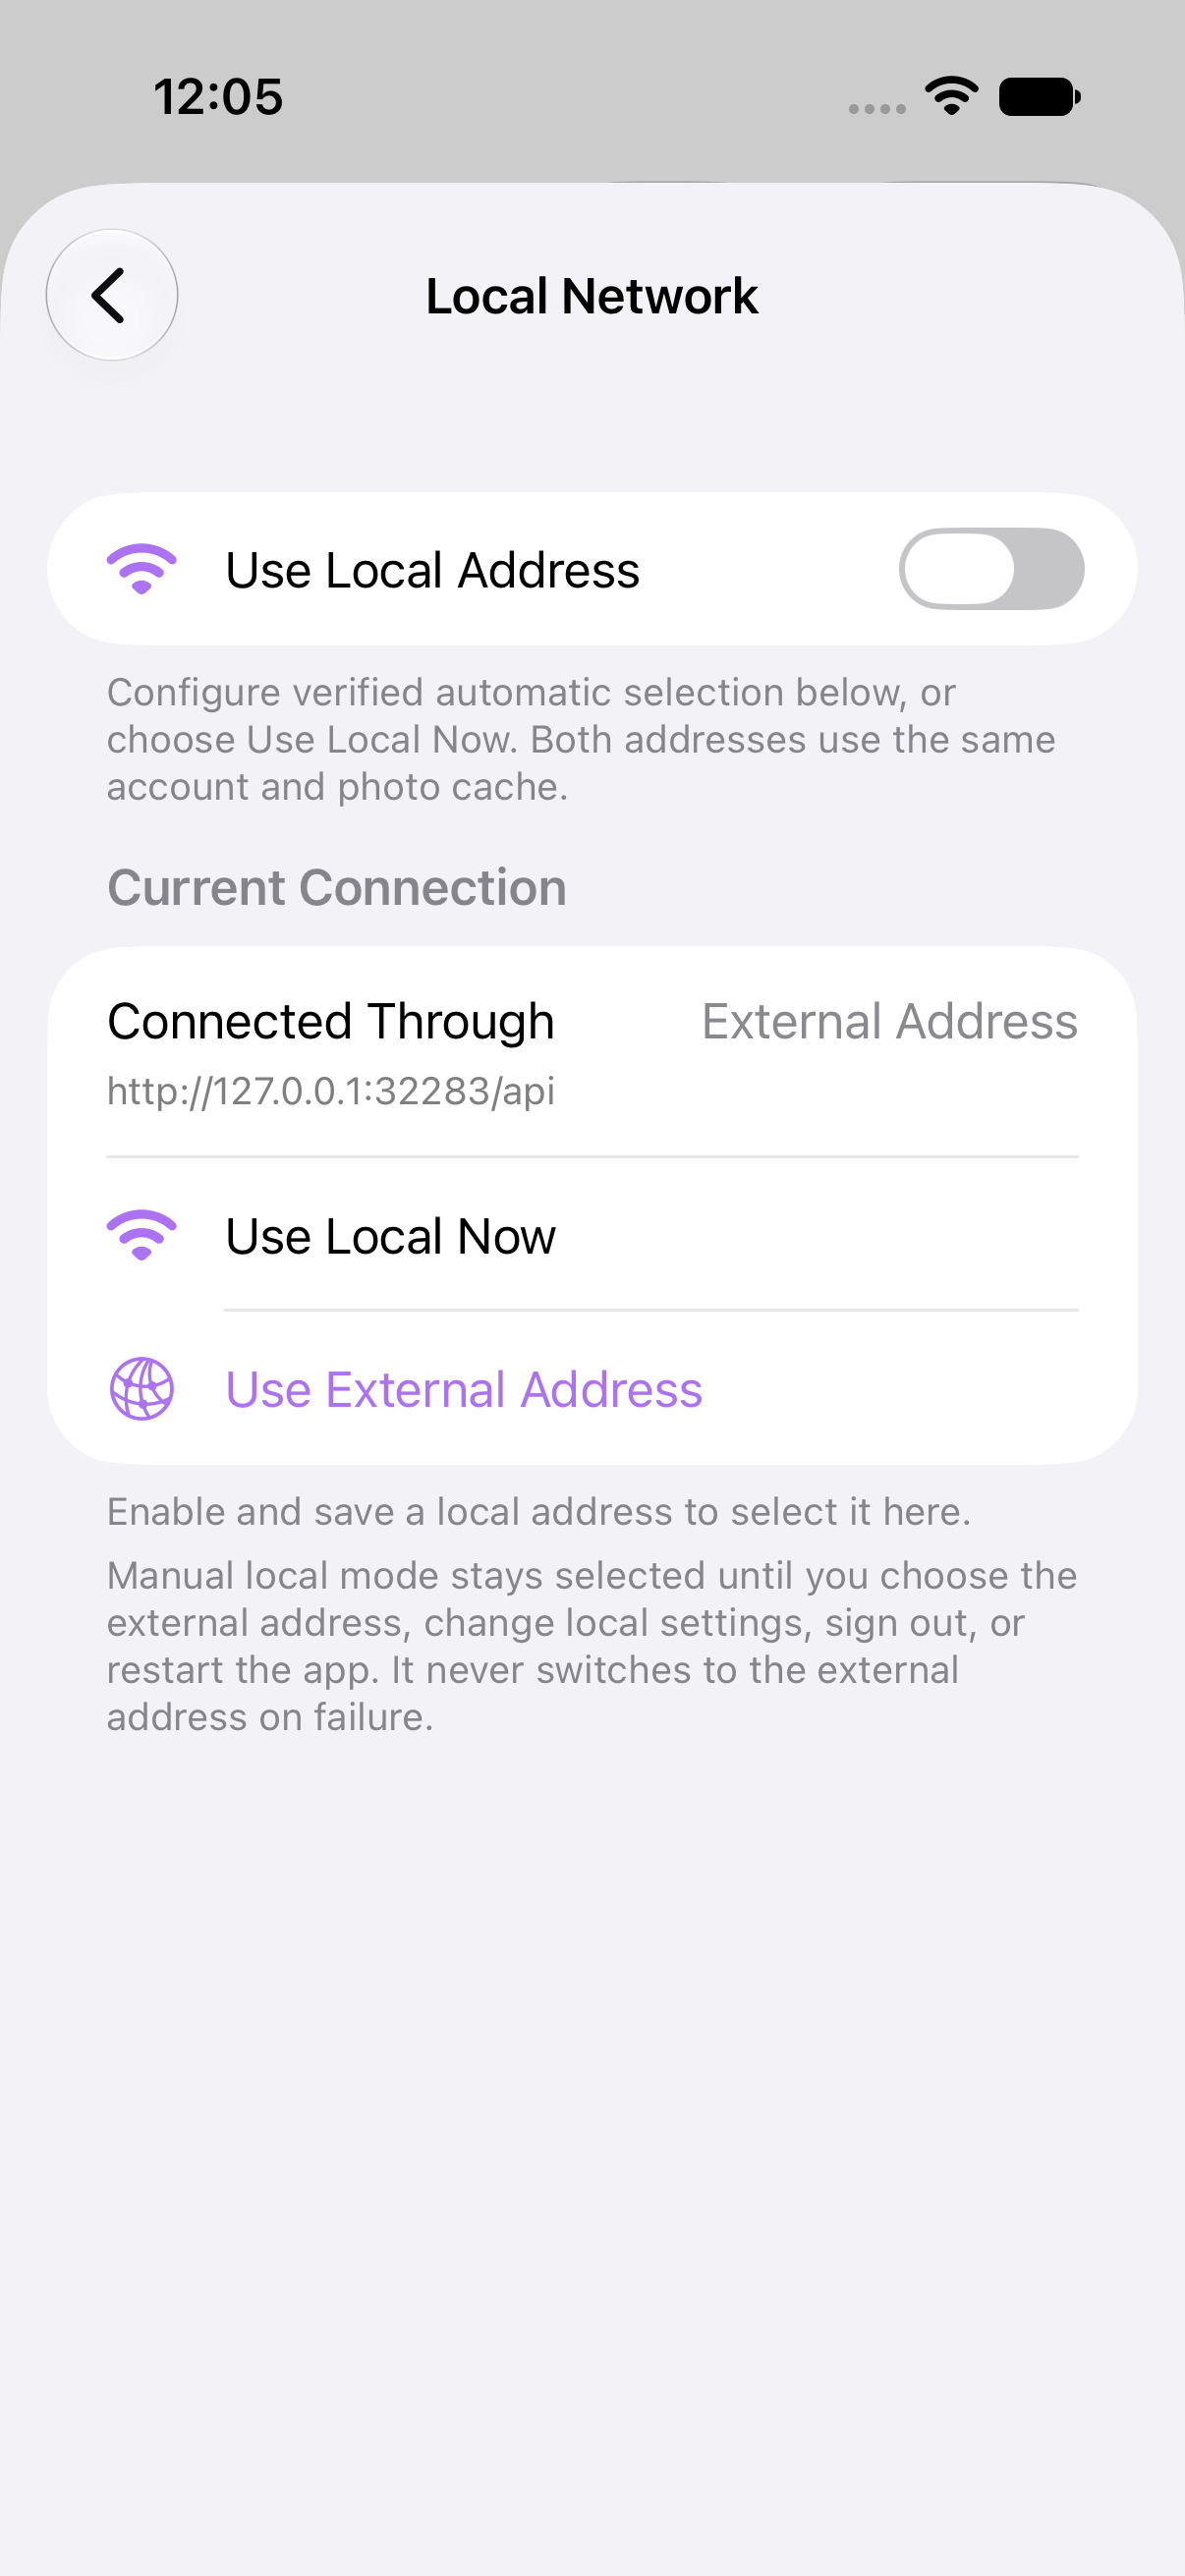 12:05
Local Network
Use Local Address
Configure verified automatic selection below, or
choose Use Local Now. Both addresses use the same
account and photo cache.
Current Connection
Connected Through External Address
http://127.0.0.1:32283/api
Use Local Now
Use External Address
Enable and save a local address to select it here.
Manual local mode stays selected until you choose the
external address, change local settings, sign out, or
restart the app. It never switches to the external
address on failure.